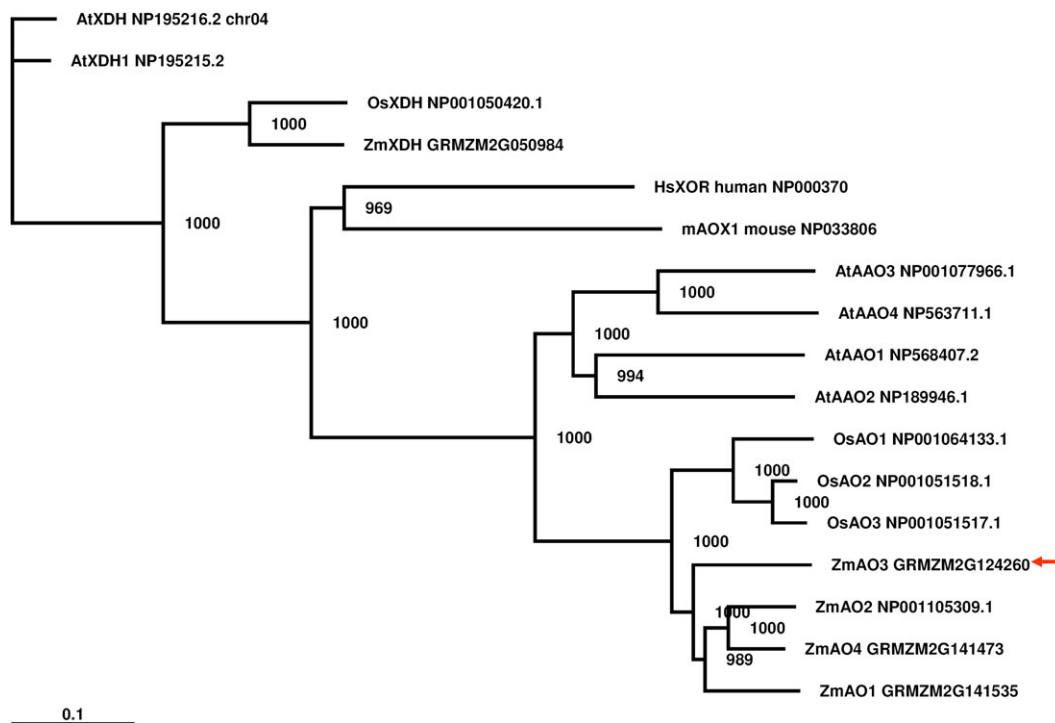 AtXDH NP195216.2 chr04
AtXDH1 NP195215.2
OsXDH NP001050420.1
1000
ZmXDH GRMZM2G050984
HsXOR human NP000370
969
1000
mAOX1 mouse NP033806
AtAAO3 NP001077966.1
1000
AtAAO4 NP563711.1
1000
1000
AtAAO1 NP568407.2
994
AtAAO2 NP189946.1
1000
OsAO1 NP001064133.1
1000
OsAO2 NP001051518.1
1000
OsAO3 NP001051517.1
1000
ZmAO3 GRMZM2G124260
1000
ZmAO2 NP001105309.1
1000
ZmAO4 GRMZM2G141473
989
ZmAO1 GRMZM2G141535
0.1